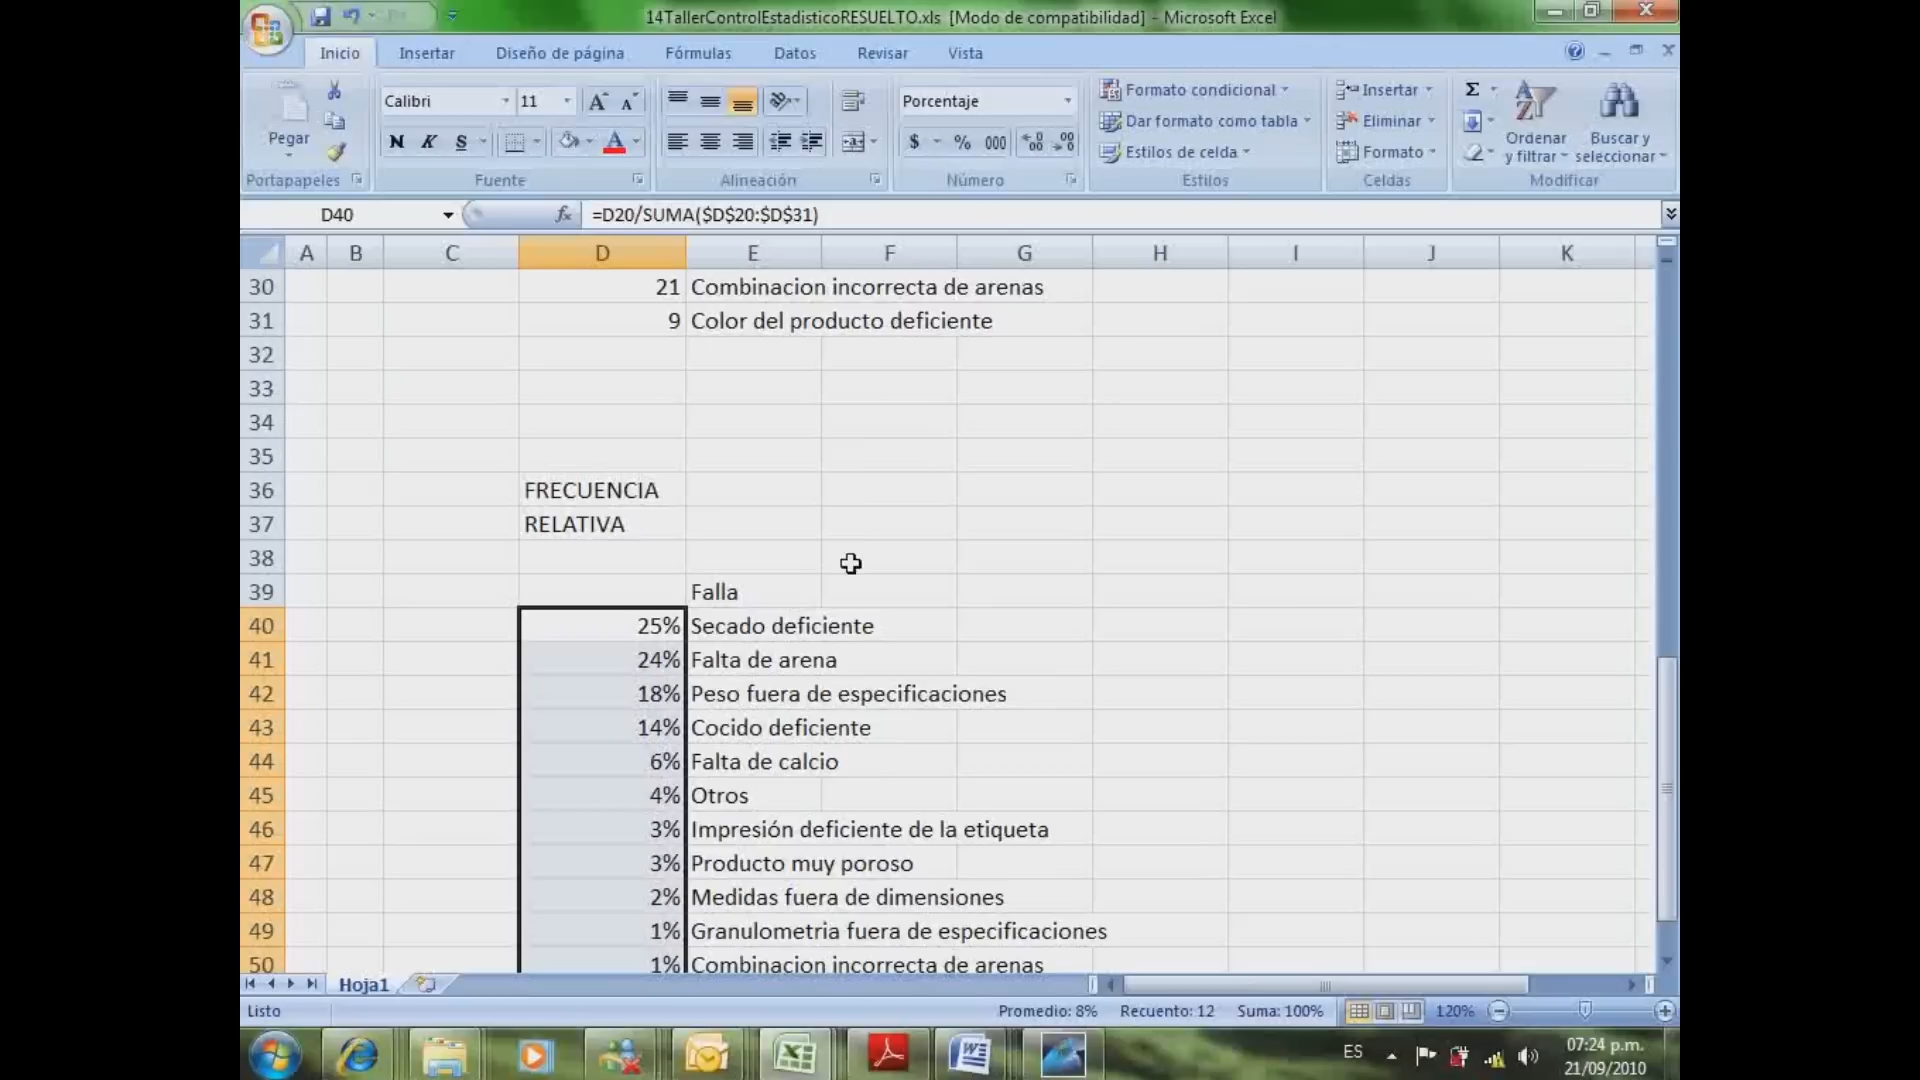 14TallerControlEstadisticoRESUELTO.xls [Modo de compatibilidad] - Microsoft Excel
Inicio Insertar Diseño de página Fórmulas Datos Revisar Vista
Pegar
Portapapeles
Calibri 11
N K S
Fuente
Alineación
Porcentaje
$ % 000
Número
Formato condicional
Dar formato como tabla
Estilos de celda
Estilos
Insertar
Eliminar
Formato
Celdas
Ordenar y filtrar
Buscar y seleccionar
Modificar
D40 fx =D20/SUMA($D$20:$D$31)
A B C D E F G H I J K
30 21 Combinacion incorrecta de arenas
31 9 Color del producto deficiente
32
33
34
35
36 FRECUENCIA
37 RELATIVA
38
39 Falla
40 25% Secado deficiente
41 24% Falta de arena
42 18% Peso fuera de especificaciones
43 14% Cocido deficiente
44 6% Falta de calcio
45 4% Otros
46 3% Impresión deficiente de la etiqueta
47 3% Producto muy poroso
48 2% Medidas fuera de dimensiones
49 1% Granulometria fuera de especificaciones
50 1% Combinacion incorrecta de arenas
Hoja1
Listo Promedio: 8% Recuento: 12 Suma: 100% 120%
ES 07:24 p.m.
21/09/2010